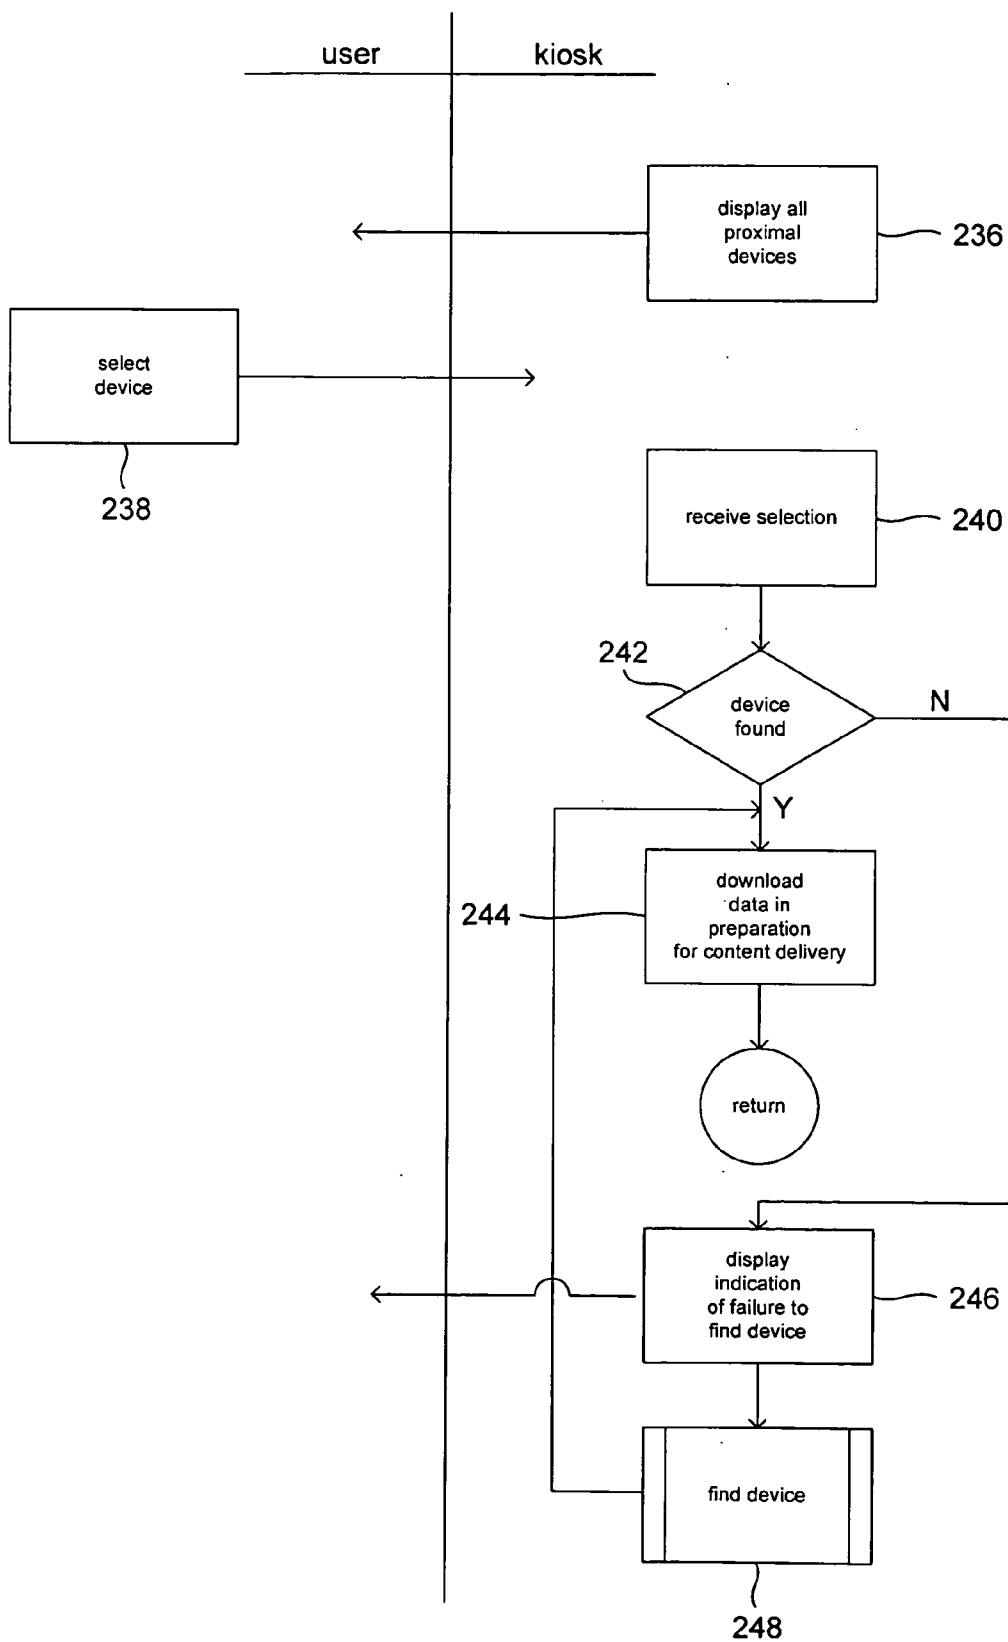 user
kiosk
display all
proximal
devices
236
select
device
238
receive selection
240
242
device
found
N
Y
download
data in
preparation
for content delivery
244
return
display
indication
of failure to
find device
246
find device
248